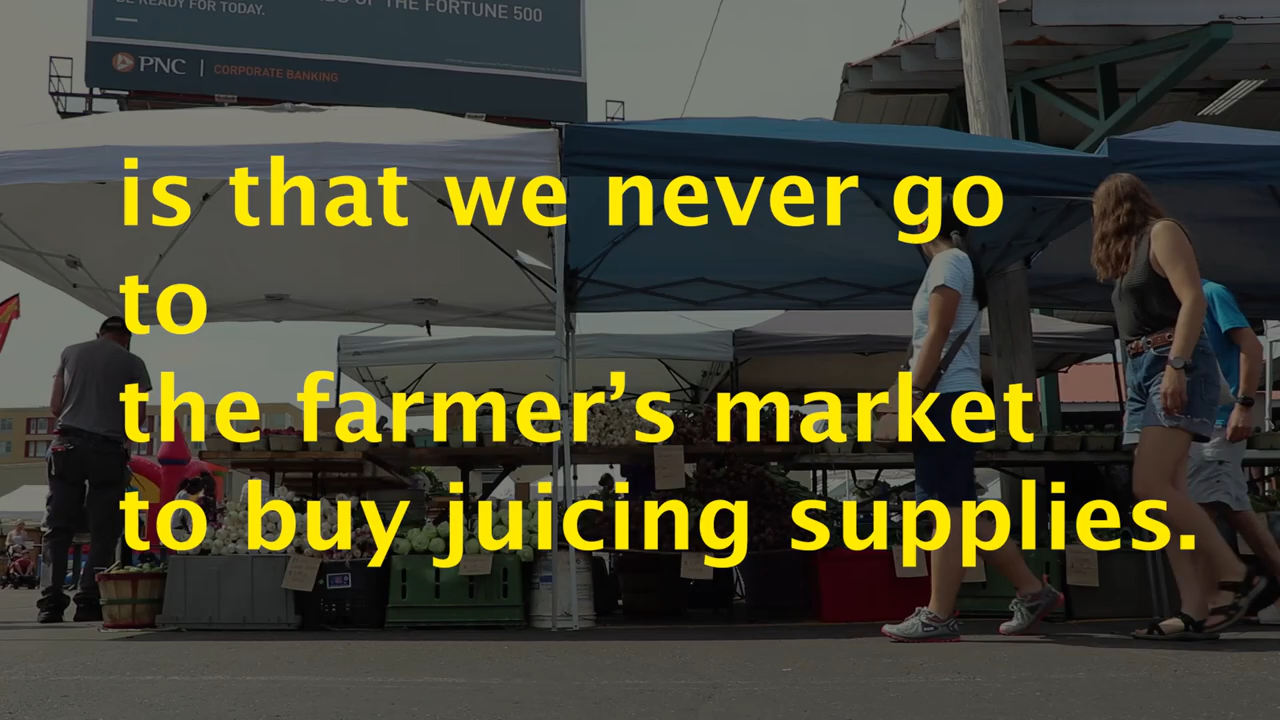 BE READY FOR TODAY.
OF THE FORTUNE 500
PNC | CORPORATE BANKING
is that we never go
to
the farmer’s market
to buy juicing supplies.